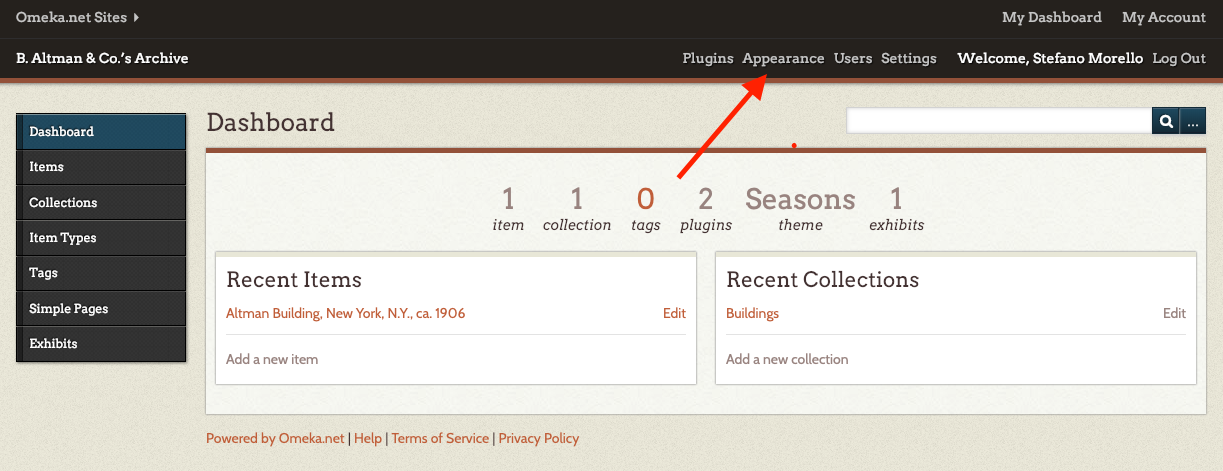 Omeka.net Sites
My Dashboard My Account
B. Altman & Co.'s Archive
Plugins Appearance Users Settings Welcome, Stefano Morello Log Out
Dashboard
Items
Collections
Item Types
Tags
Simple Pages
Exhibits
Dashboard
...
1 item
1 collection
0 tags
2 plugins
Seasons theme
1 exhibits
Recent Items
Altman Building, New York, N.Y., ca. 1906 Edit
Add a new item
Recent Collections
Buildings Edit
Add a new collection
Powered by Omeka.net | Help | Terms of Service | Privacy Policy